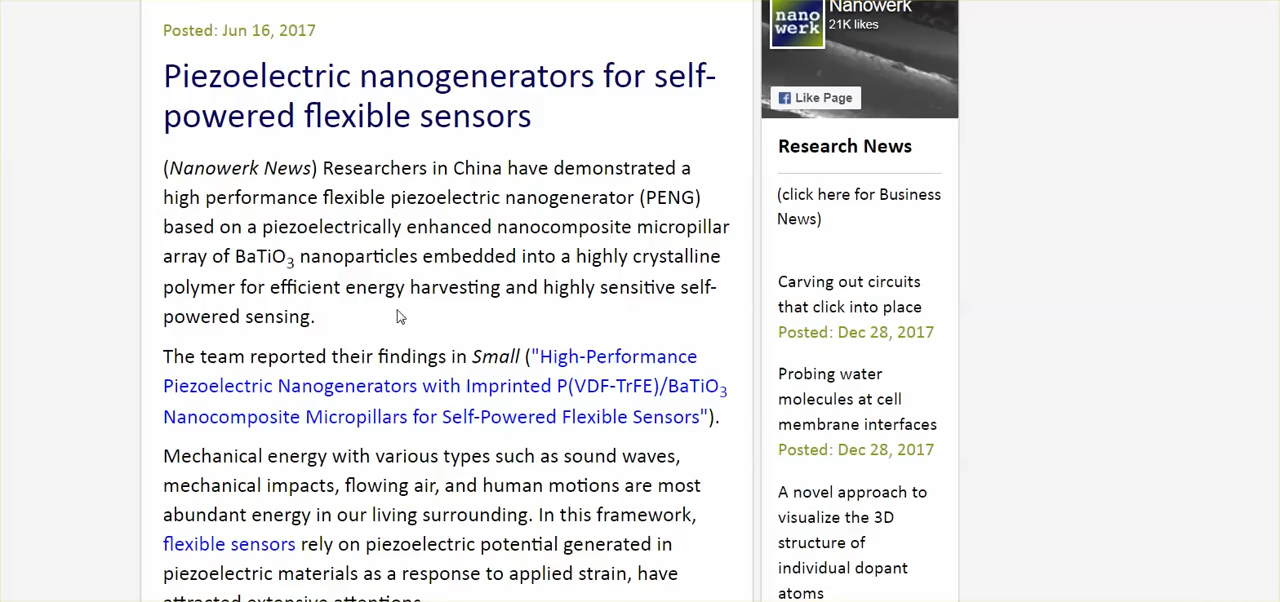 Posted: Jun 16, 2017
Piezoelectric nanogenerators for self-
powered flexible sensors
(Nanowerk News) Researchers in China have demonstrated a
high performance flexible piezoelectric nanogenerator (PENG)
based on a piezoelectrically enhanced nanocomposite micropillar
array of BaTiO3 nanoparticles embedded into a highly crystalline
polymer for efficient energy harvesting and highly sensitive self-
powered sensing.
The team reported their findings in Small ("High-Performance
Piezoelectric Nanogenerators with Imprinted P(VDF-TrFE)/BaTiO3
Nanocomposite Micropillars for Self-Powered Flexible Sensors").
Mechanical energy with various types such as sound waves,
mechanical impacts, flowing air, and human motions are most
abundant energy in our living surrounding. In this framework,
flexible sensors rely on piezoelectric potential generated in
piezoelectric materials as a response to applied strain, have
attracted extensive attentions
nano
werk
Nanowerk
21K likes
Like Page
Research News
(click here for Business
News)
Carving out circuits
that click into place
Posted: Dec 28, 2017
Probing water
molecules at cell
membrane interfaces
Posted: Dec 28, 2017
A novel approach to
visualize the 3D
structure of
individual dopant
atoms